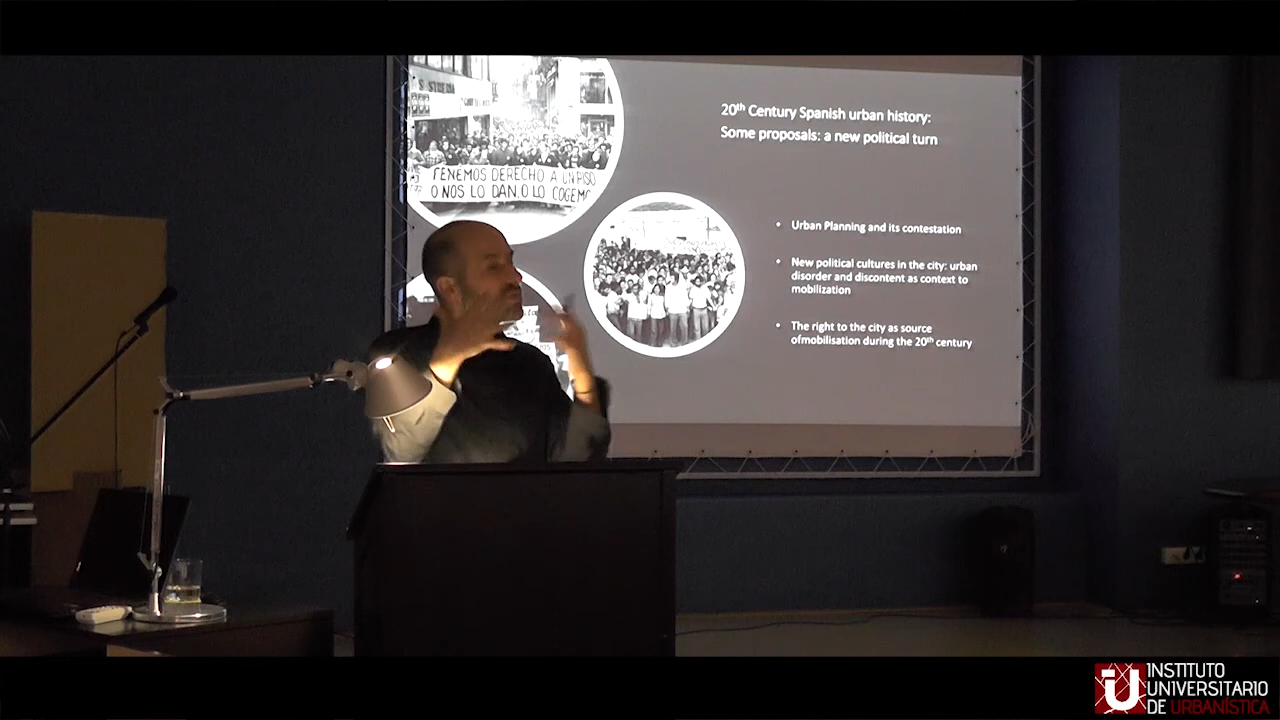 20th Century Spanish urban history:
Some proposals: a new political turn
TENEMOS DERECHO A UN PISO
O NOS LO DAN, O LO COGEMOS
• Urban Planning and its contestation
• New political cultures in the city: urban
disorder and discontent as context to
mobilization
• The right to the city as source
ofmobilisation during the 20th century
INSTITUTO
UNIVERSITARIO
DE URBANÍSTICA